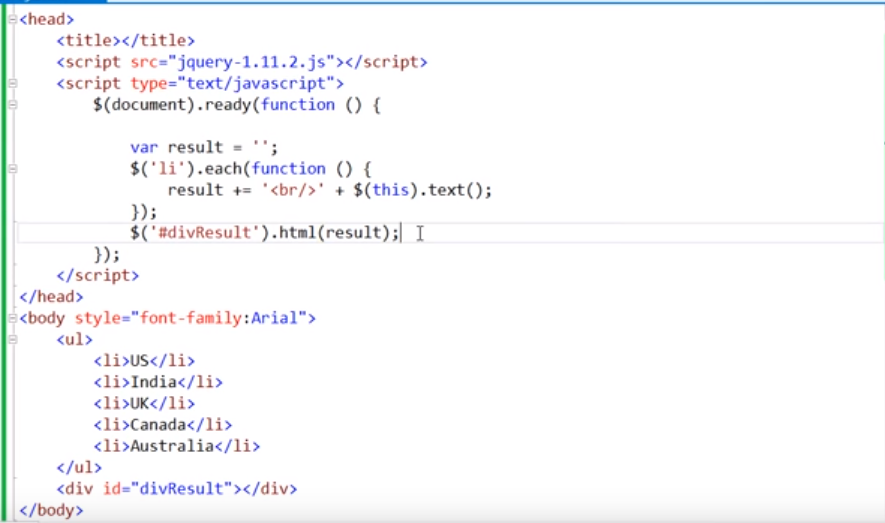 <head>
    <title></title>
    <script src="jquery-1.11.2.js"></script>
    <script type="text/javascript">
        $(document).ready(function () {

            var result = '';
            $('li').each(function () {
                result += '<br/>' + $(this).text();
            });
            $('#divResult').html(result);
        });
    </script>
</head>
<body style="font-family:Arial">
    <ul>
        <li>US</li>
        <li>India</li>
        <li>UK</li>
        <li>Canada</li>
        <li>Australia</li>
    </ul>
    <div id="divResult"></div>
</body>